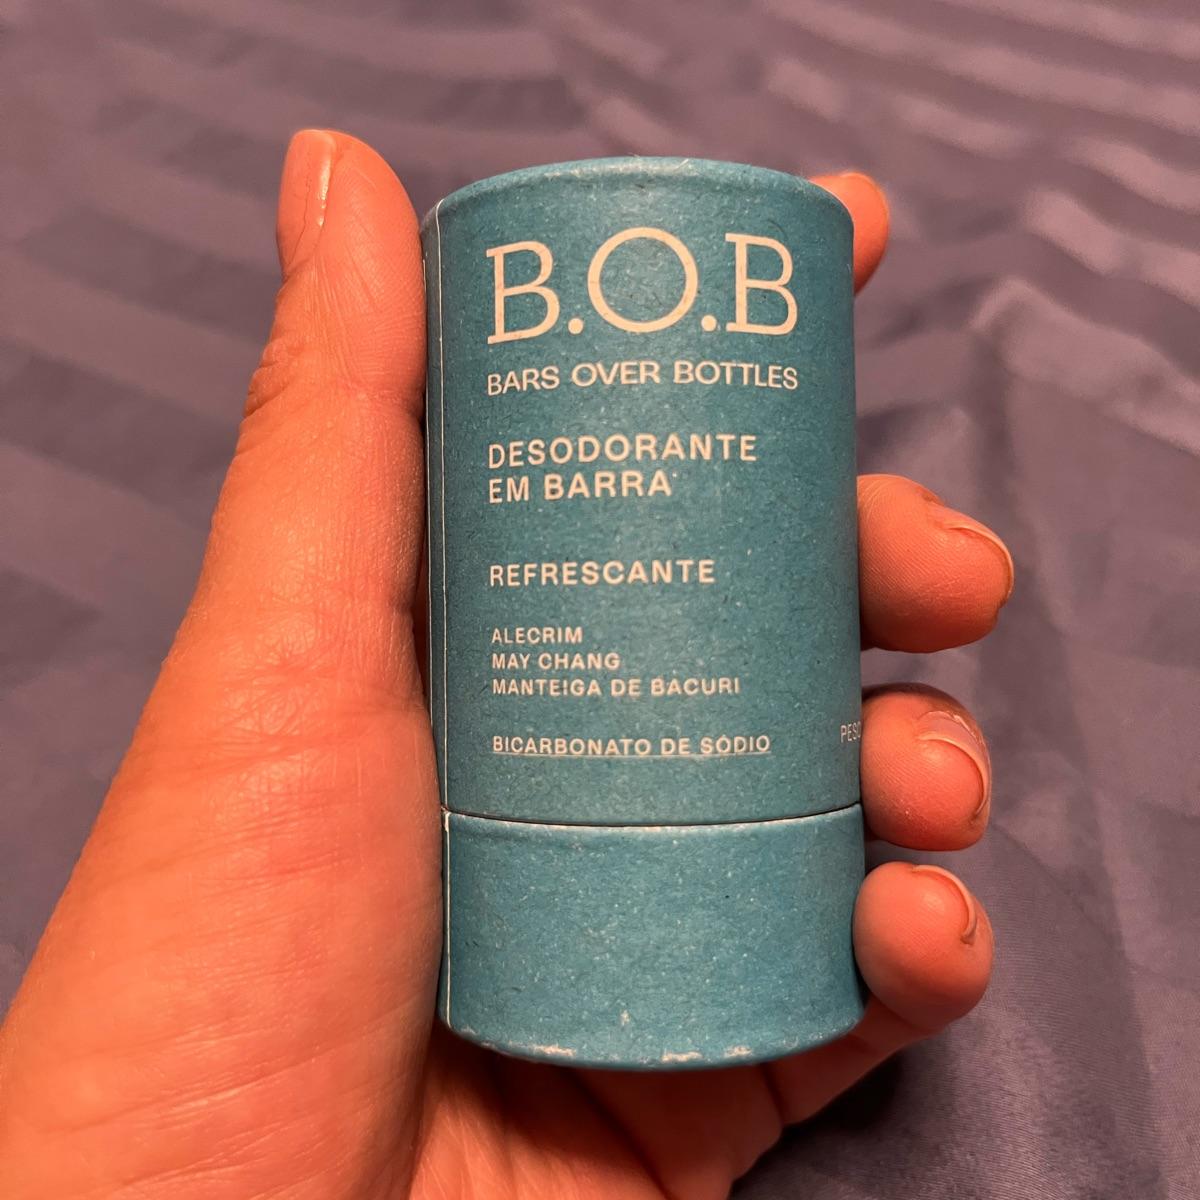 B.O.B
BARS OVER BOTTLES
DESODORANTE
EM BARRA
REFRESCANTE
ALECRIM
MAY CHANG
MANTEIGA DE BACURI
BICARBONATO DE SÓDIO